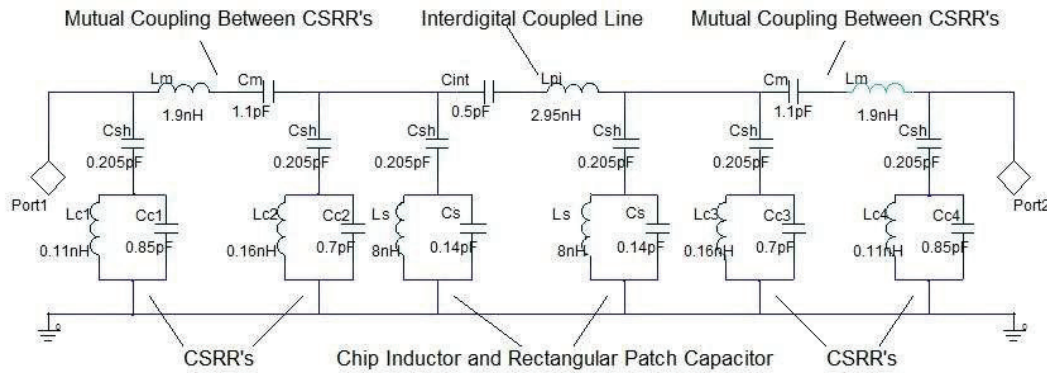 Mutual Coupling Between CSRR's
Interdigital Coupled Line
Mutual Coupling Between CSRR's
Lm
Cm
Cint
Lpi
Cm
Lm
1.9nH
1.1pF
0.5pF
2.95nH
1.1pF
1.9nH
Csh
Csh
Csh
Csh
Csh
Csh
0.205pF
0.205pF
0.205pF
0.205pF
0.205pF
0.205pF
Port1
Port2
Lc1
Cc1
Lc2
Cc2
Ls
Cs
Ls
Cs
Lc3
Cc3
Lc4
Cc4
0.11nH
0.85pF
0.16nH
0.7pF
8nH
0.14pF
8nH
0.14pF
0.16nH
0.7pF
0.11nH
0.85pF
0
0
CSRR's
Chip Inductor and Rectangular Patch Capacitor
CSRR's